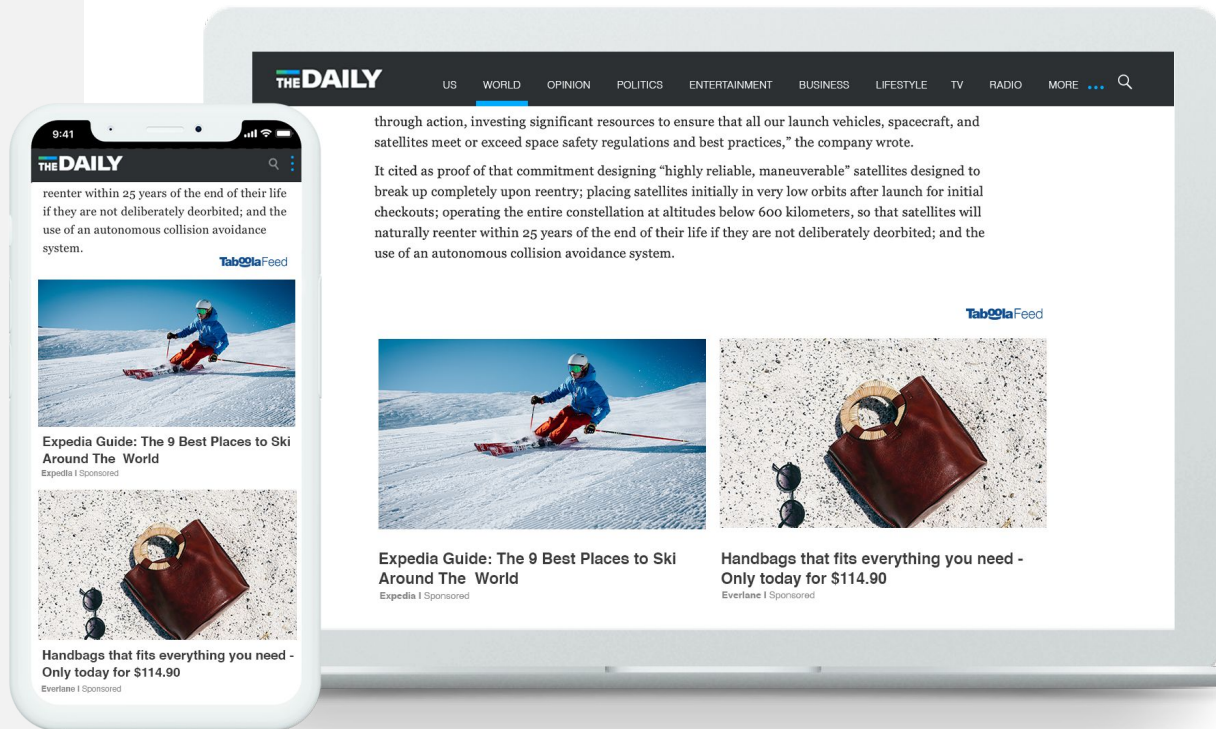 9:41
THE DAILY
reenter within 25 years of the end of their life
if they are not deliberately deorbited; and the
use of an autonomous collision avoidance
system.
Taboola Feed
Expedia Guide: The 9 Best Places to Ski
Around The World
Expedia | Sponsored
Handbags that fits everything you need -
Only today for $114.90
Everlane | Sponsored
THE DAILY US WORLD OPINION POLITICS ENTERTAINMENT BUSINESS LIFESTYLE TV RADIO MORE ...
through action, investing significant resources to ensure that all our launch vehicles, spacecraft, and
satellites meet or exceed space safety regulations and best practices,” the company wrote.
It cited as proof of that commitment designing “highly reliable, maneuverable” satellites designed to
break up completely upon reentry; placing satellites initially in very low orbits after launch for initial
checkouts; operating the entire constellation at altitudes below 600 kilometers, so that satellites will
naturally reenter within 25 years of the end of their life if they are not deliberately deorbited; and the
use of an autonomous collision avoidance system.
Taboola Feed
Expedia Guide: The 9 Best Places to Ski
Around The World
Expedia | Sponsored
Handbags that fits everything you need -
Only today for $114.90
Everlane | Sponsored